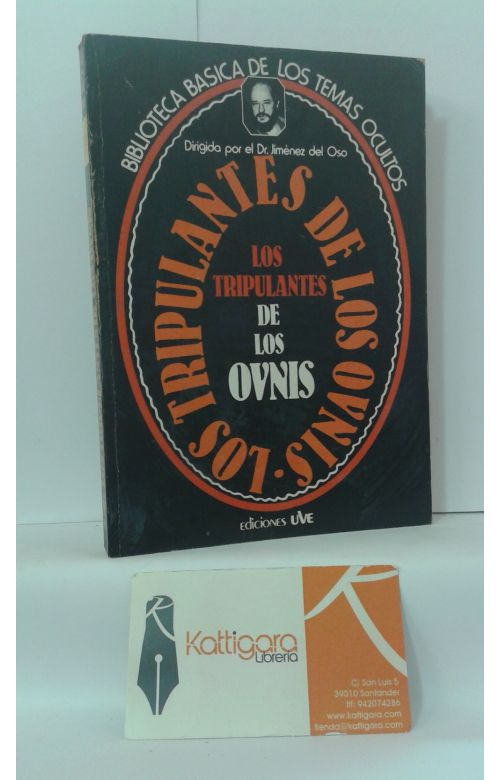 BIBLIOTECA BASICA DE LOS TEMAS OCULTOS
Dirigida por el Dr. Jiménez del Oso
LOS TRIPULANTES DE LOS OVNIS ·
LOS
TRIPULANTES
DE
LOS
OVNIS
ediciones UVE
Kattigara
Librería
C/ San Luis 5
39010 Santander
tlf: 942074286
www.kattigara.com
tienda@kattigara.com